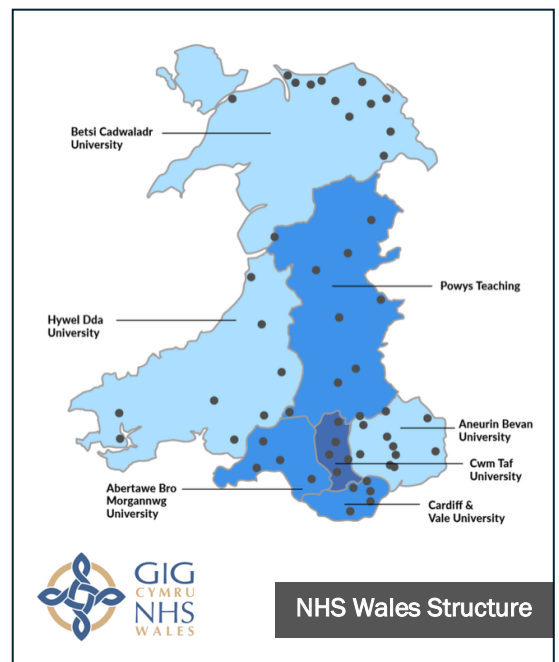 Betsi Cadwaladr
University
Powys Teaching
Hywel Dda
University
Aneurin Bevan
University
Cwm Taf
University
Abertawe Bro
Morgannwg
University
Cardiff &
Vale University
GIG
CYMRU
NHS
WALES
NHS Wales Structure